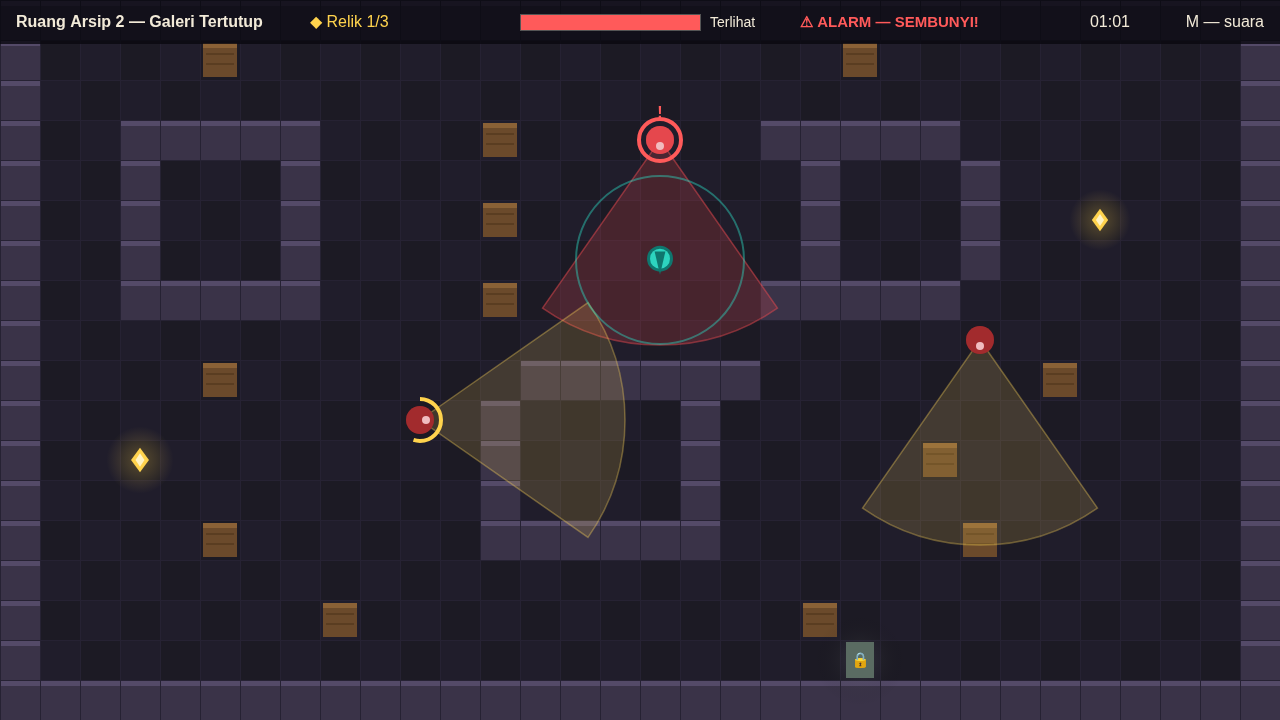 Ruang Arsip 2 — Galeri Tertutup ◆ Relik 1/3 Terlihat ⚠ ALARM — SEMBUNYI! 01:01 M — suara
!